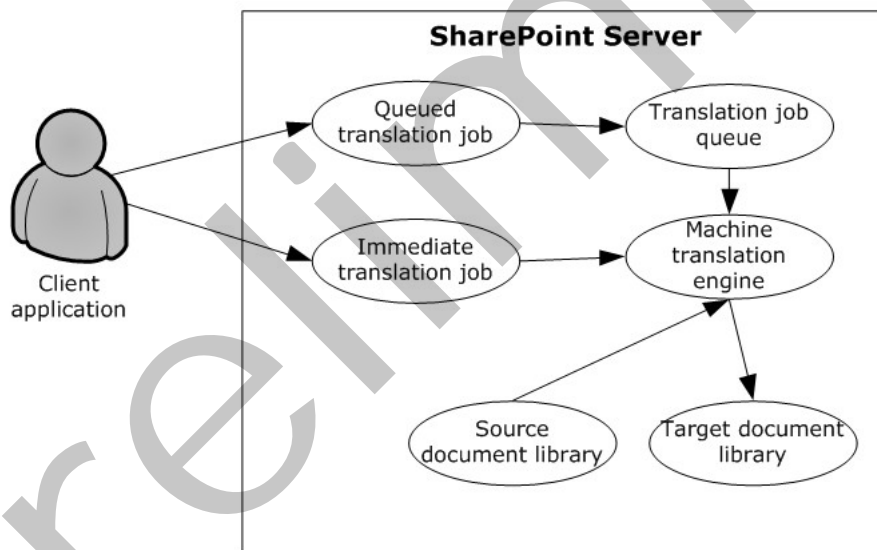 SharePoint Server
Queued
translation job
Translation job
queue
Immediate
translation job
Machine
translation
engine
Client
application
Source
document library
Target document
library
relim